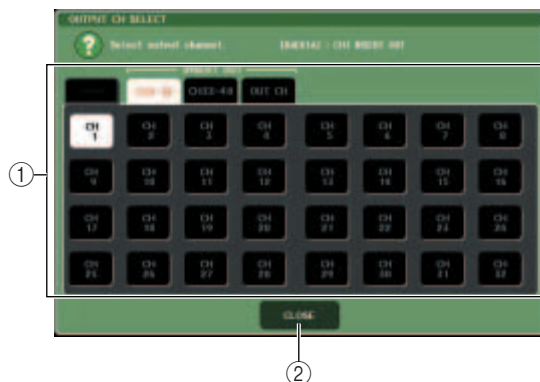 OUTPUT CH SELECT
Select output channel.
CH1 INSERT OUT
INSERT OUT
CH33-48 OUT CH
CH 1 CH 2 CH 3 CH 4 CH 5 CH 6 CH 7 CH 8
①
CH 9 CH 10 CH 11 CH 12 CH 13 CH 14 CH 15 CH 16
CH 17 CH 18 CH 19 CH 20 CH 21 CH 22 CH 23 CH 24
CH 25 CH 26 CH 27 CH 28 CH 29 CH 30 CH 31 CH 32
CLOSE
②